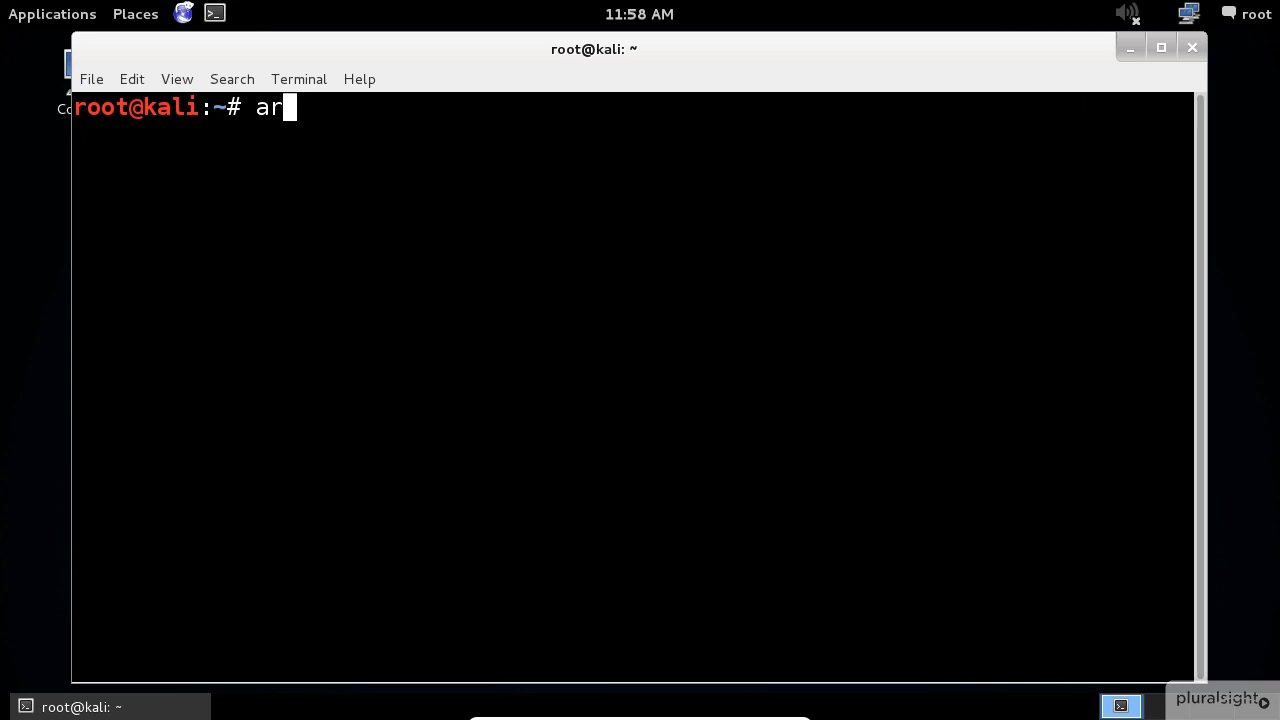 Applications Places 11:58 AM root
root@kali: ~
File Edit View Search Terminal Help
Co
root@kali:~# ar
root@kali: ~
pluralsight